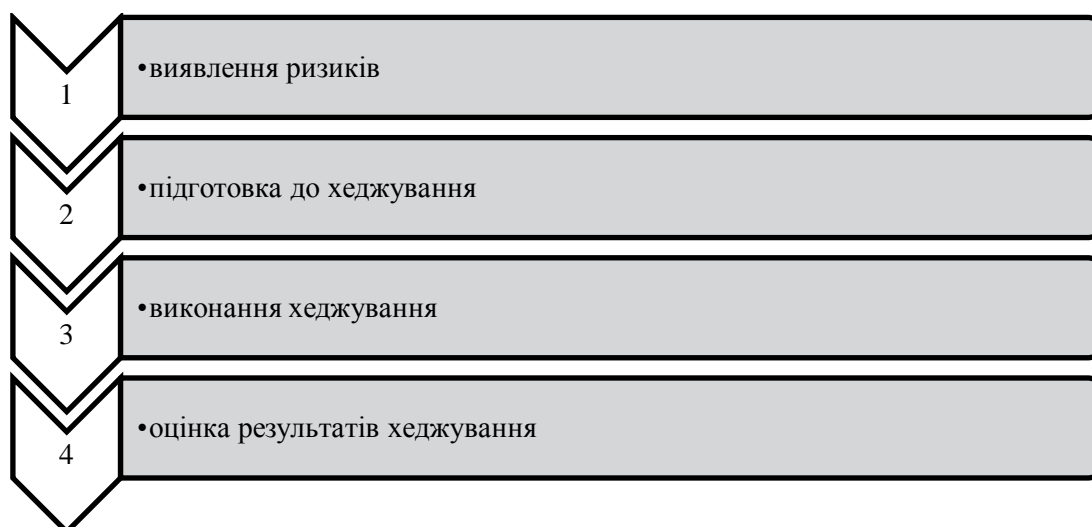 1
•виявлення ризиків
2
•підготовка до хеджування
3
•виконання хеджування
4
•оцінка результатів хеджування